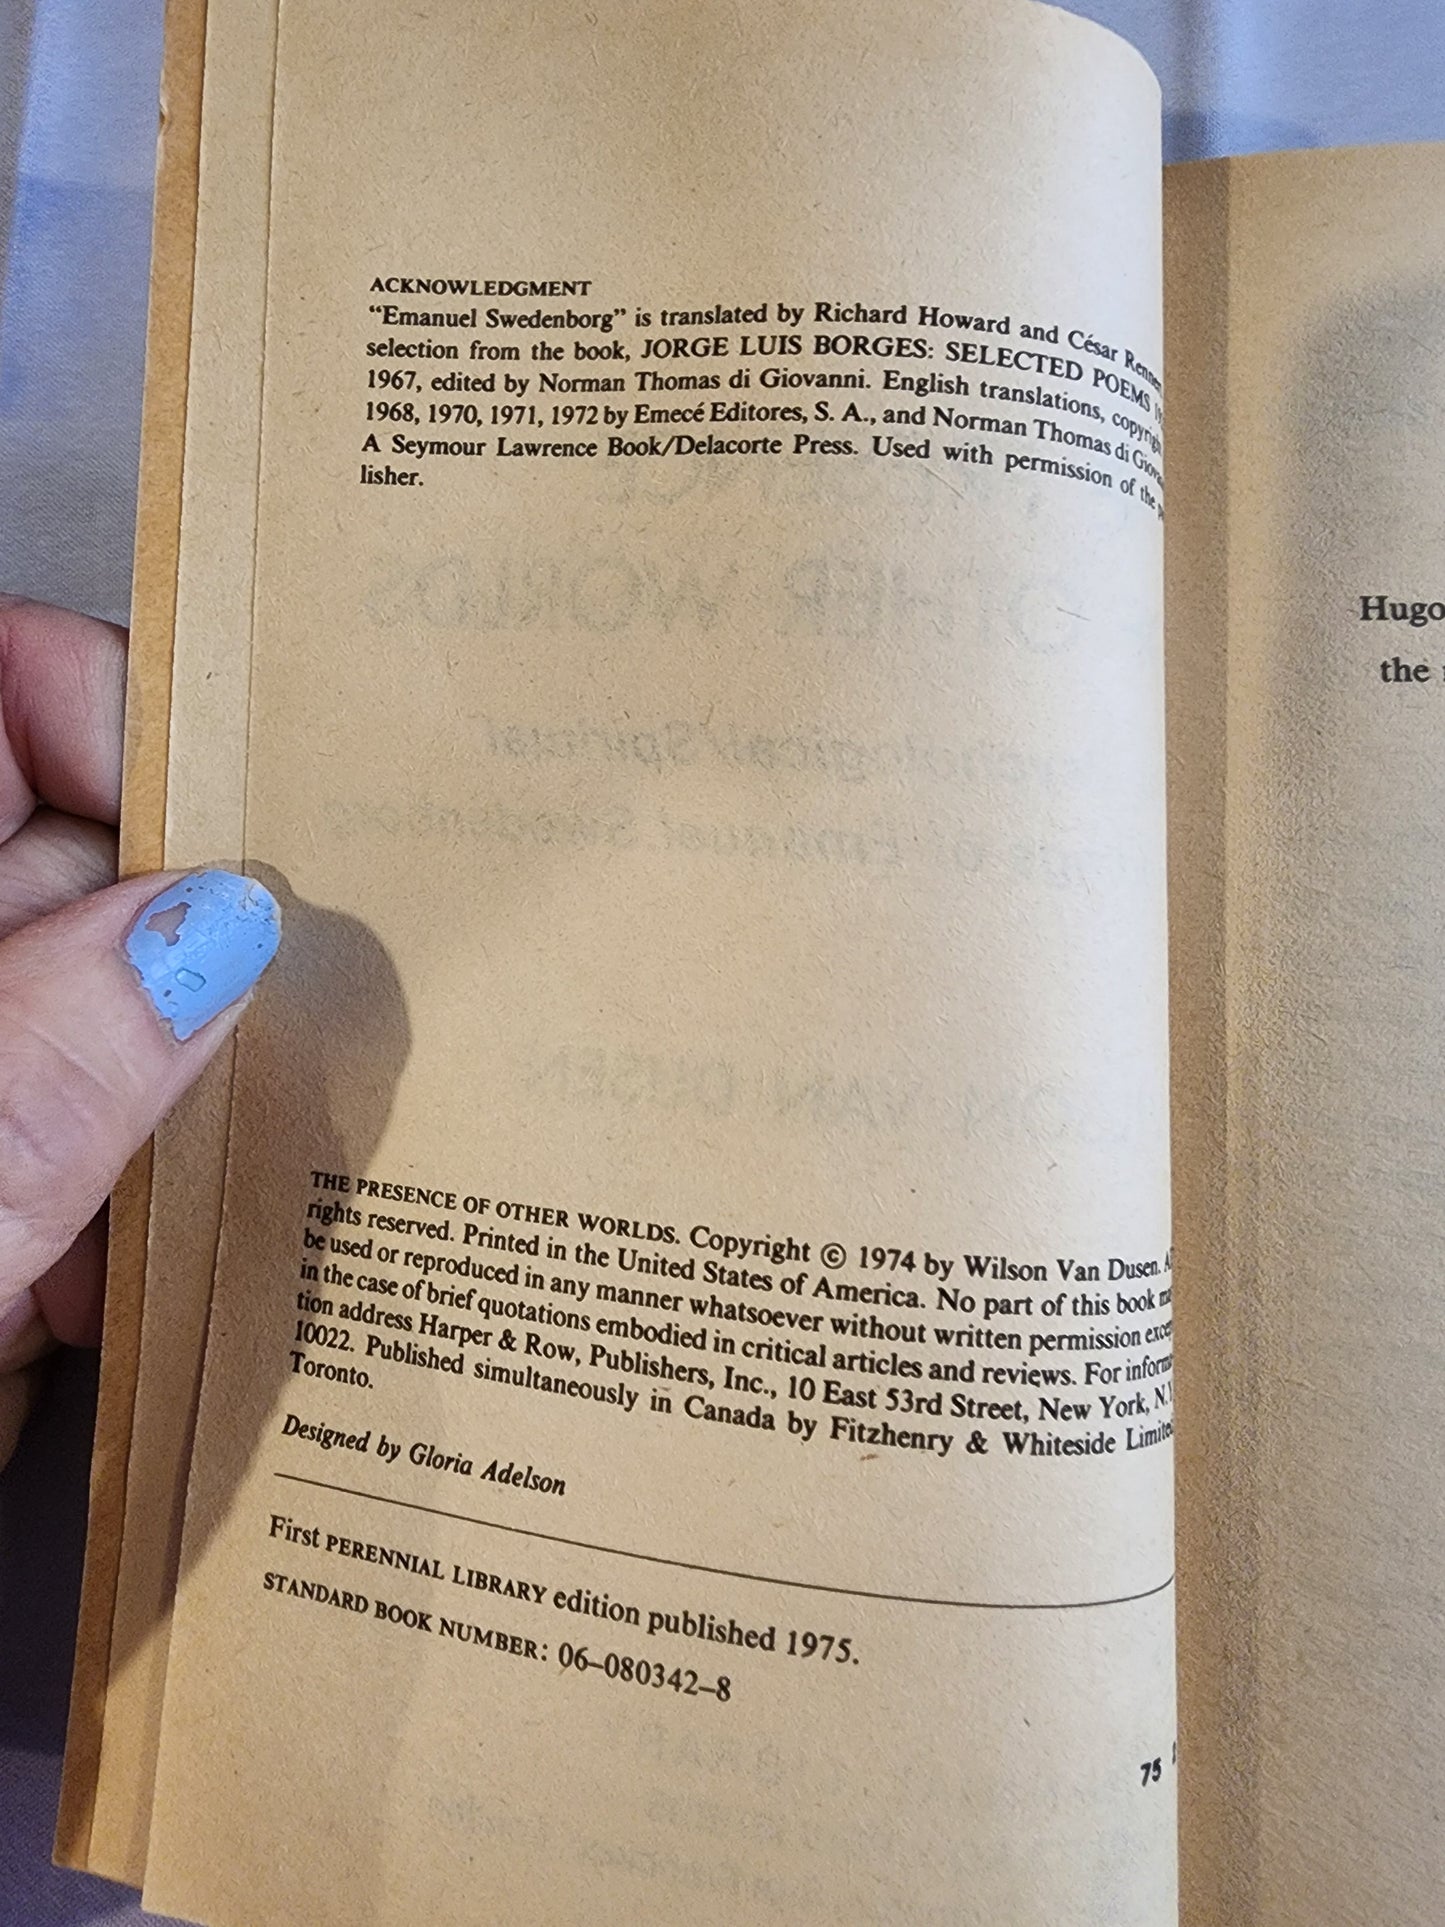 ACKNOWLEDGMENT
“Emanuel Swedenborg” is translated by Richard Howard and César
selection from the book, JORGE LUIS BORGES: SELECTED POEMS
1967, edited by Norman Thomas di Giovanni. English translations,
1968, 1970, 1971, 1972 by Emecé Editores, S. A., and Norman Thomas di
A Seymour Lawrence Book/Delacorte Press. Used with permission of the
lisher.
THE PRESENCE OF OTHER WORLDS. Copyright © 1974 by Wilson Van Dusen.
rights reserved. Printed in the United States of America. No part of this book
be used or reproduced in any manner whatsoever without written permission
in the case of brief quotations embodied in critical articles and reviews. For
tion address Harper & Row, Publishers, Inc., 10 East 53rd Street, New York,
10022. Published simultaneously in Canada by Fitzhenry & Whiteside
Toronto.
Designed by Gloria Adelson
First PERENNIAL LIBRARY edition published 1975.
STANDARD BOOK NUMBER: 06–080342–8
75
Hugo
the